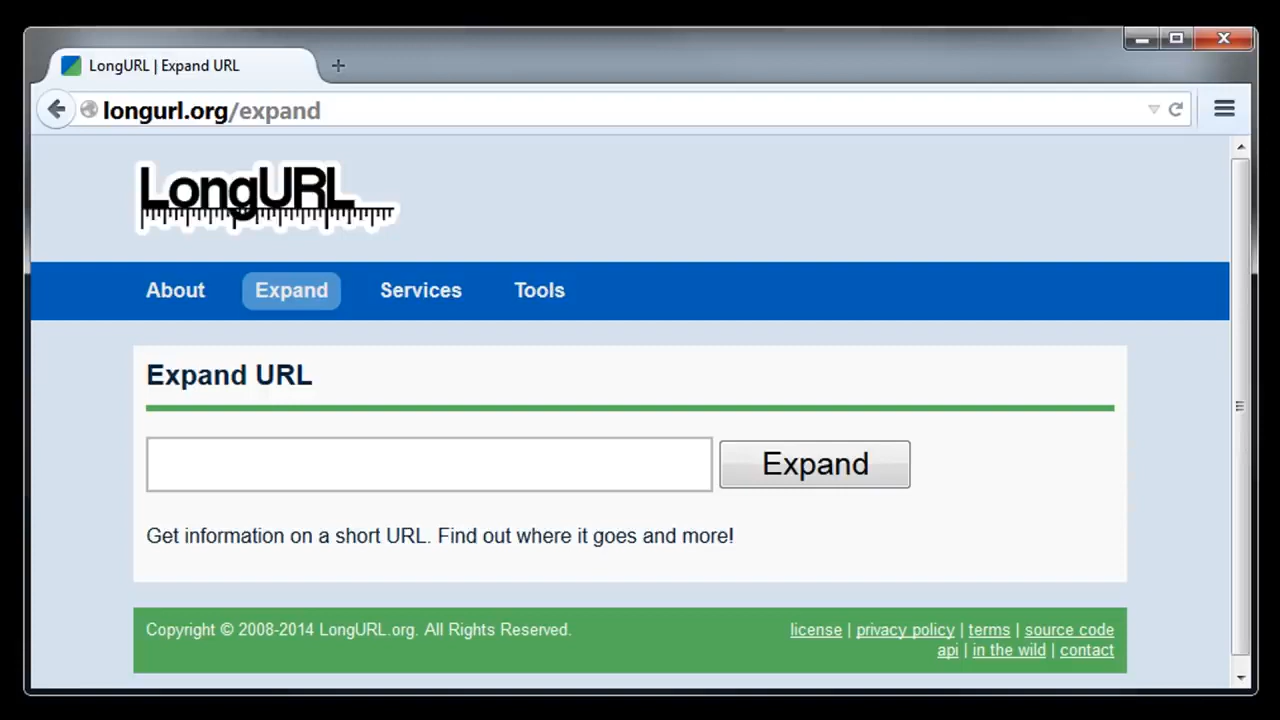 LongURL | Expand URL
longurl.org/expand
LongURL
About Expand Services Tools
Expand URL
Expand
Get information on a short URL. Find out where it goes and more!
Copyright © 2008-2014 LongURL.org. All Rights Reserved.
license | privacy policy | terms | source code
api | in the wild | contact